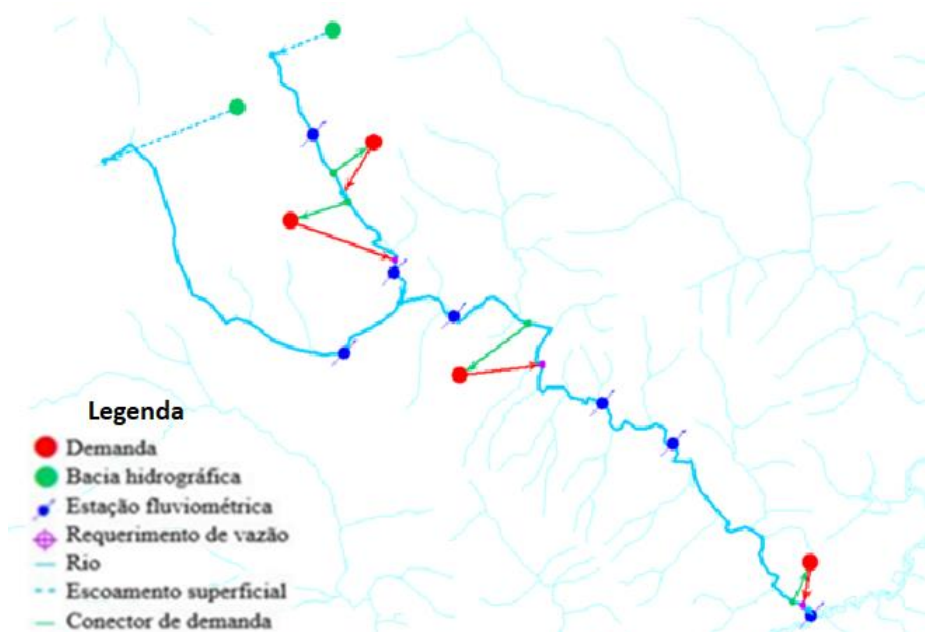 Legenda
Demanda
Bacia hidrográfica
Estação fluviométrica
Requerimento de vazão
Rio
Escoamento superficial
Conector de demanda